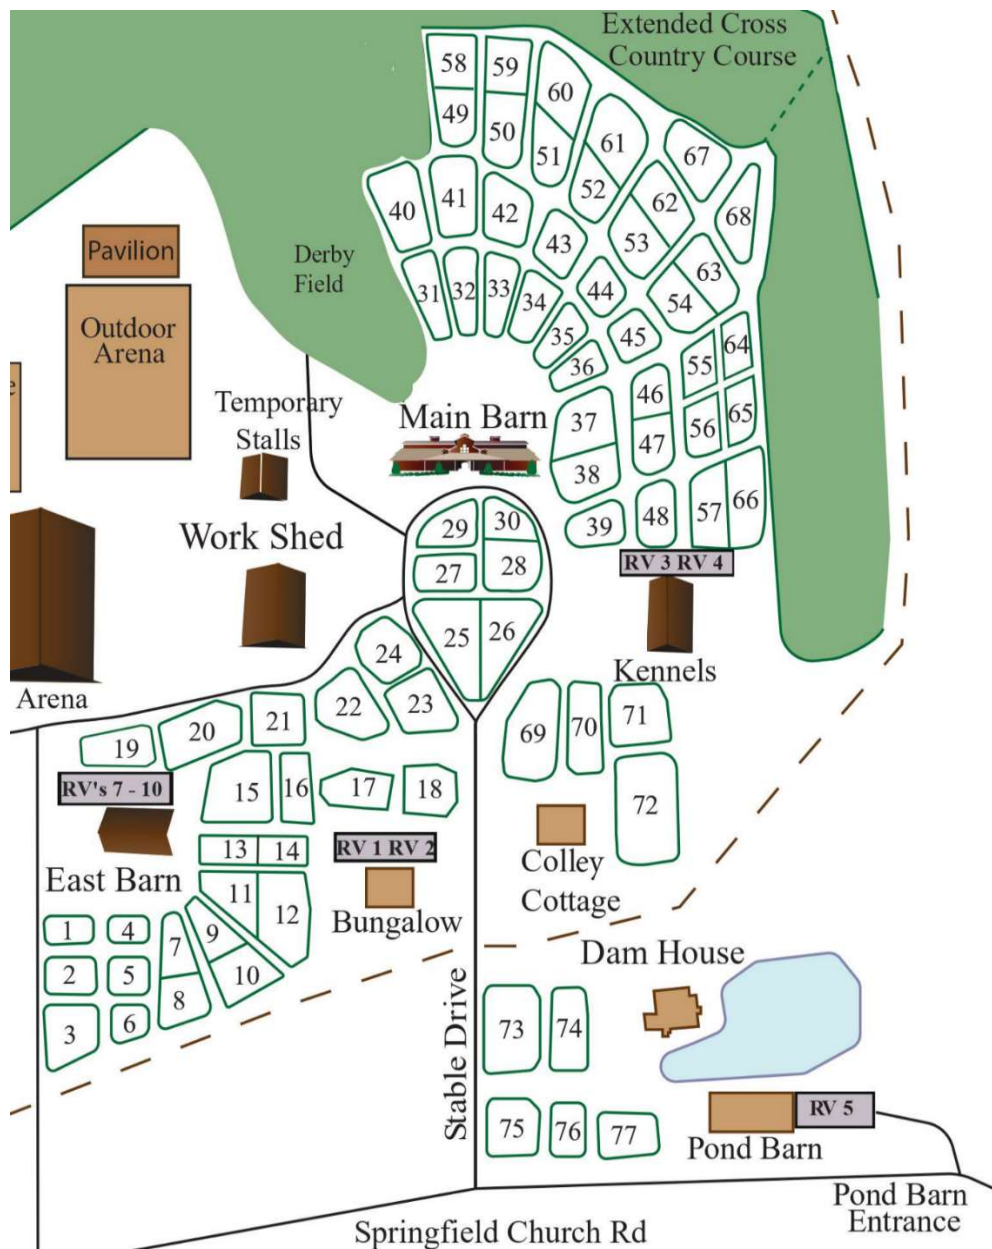 Extended Cross
Country Course
58
59
60
49
50
51
61
52
67
62
68
53
40
41
42
43
63
54
44
Pavilion
Derby
Field
31
32
33
34
35
45
64
55
36
Outdoor
Arena
e
46
65
56
37
47
Temporary
Stalls
Main Barn
38
66
57
48
39
29
30
Work Shed
27
28
RV 3 RV 4
25
26
Kennels
24
Arena
23
22
21
20
19
69
70
71
72
RV's 7 - 10
15
16
17
18
13
14
RV 1 RV 2
Colley
Cottage
East Barn
11
12
Bungalow
1
4
7
9
2
5
10
8
3
6
Dam House
Stable Drive
73
74
75
76
77
RV 5
Pond Barn
Pond Barn
Entrance
Springfield Church Rd